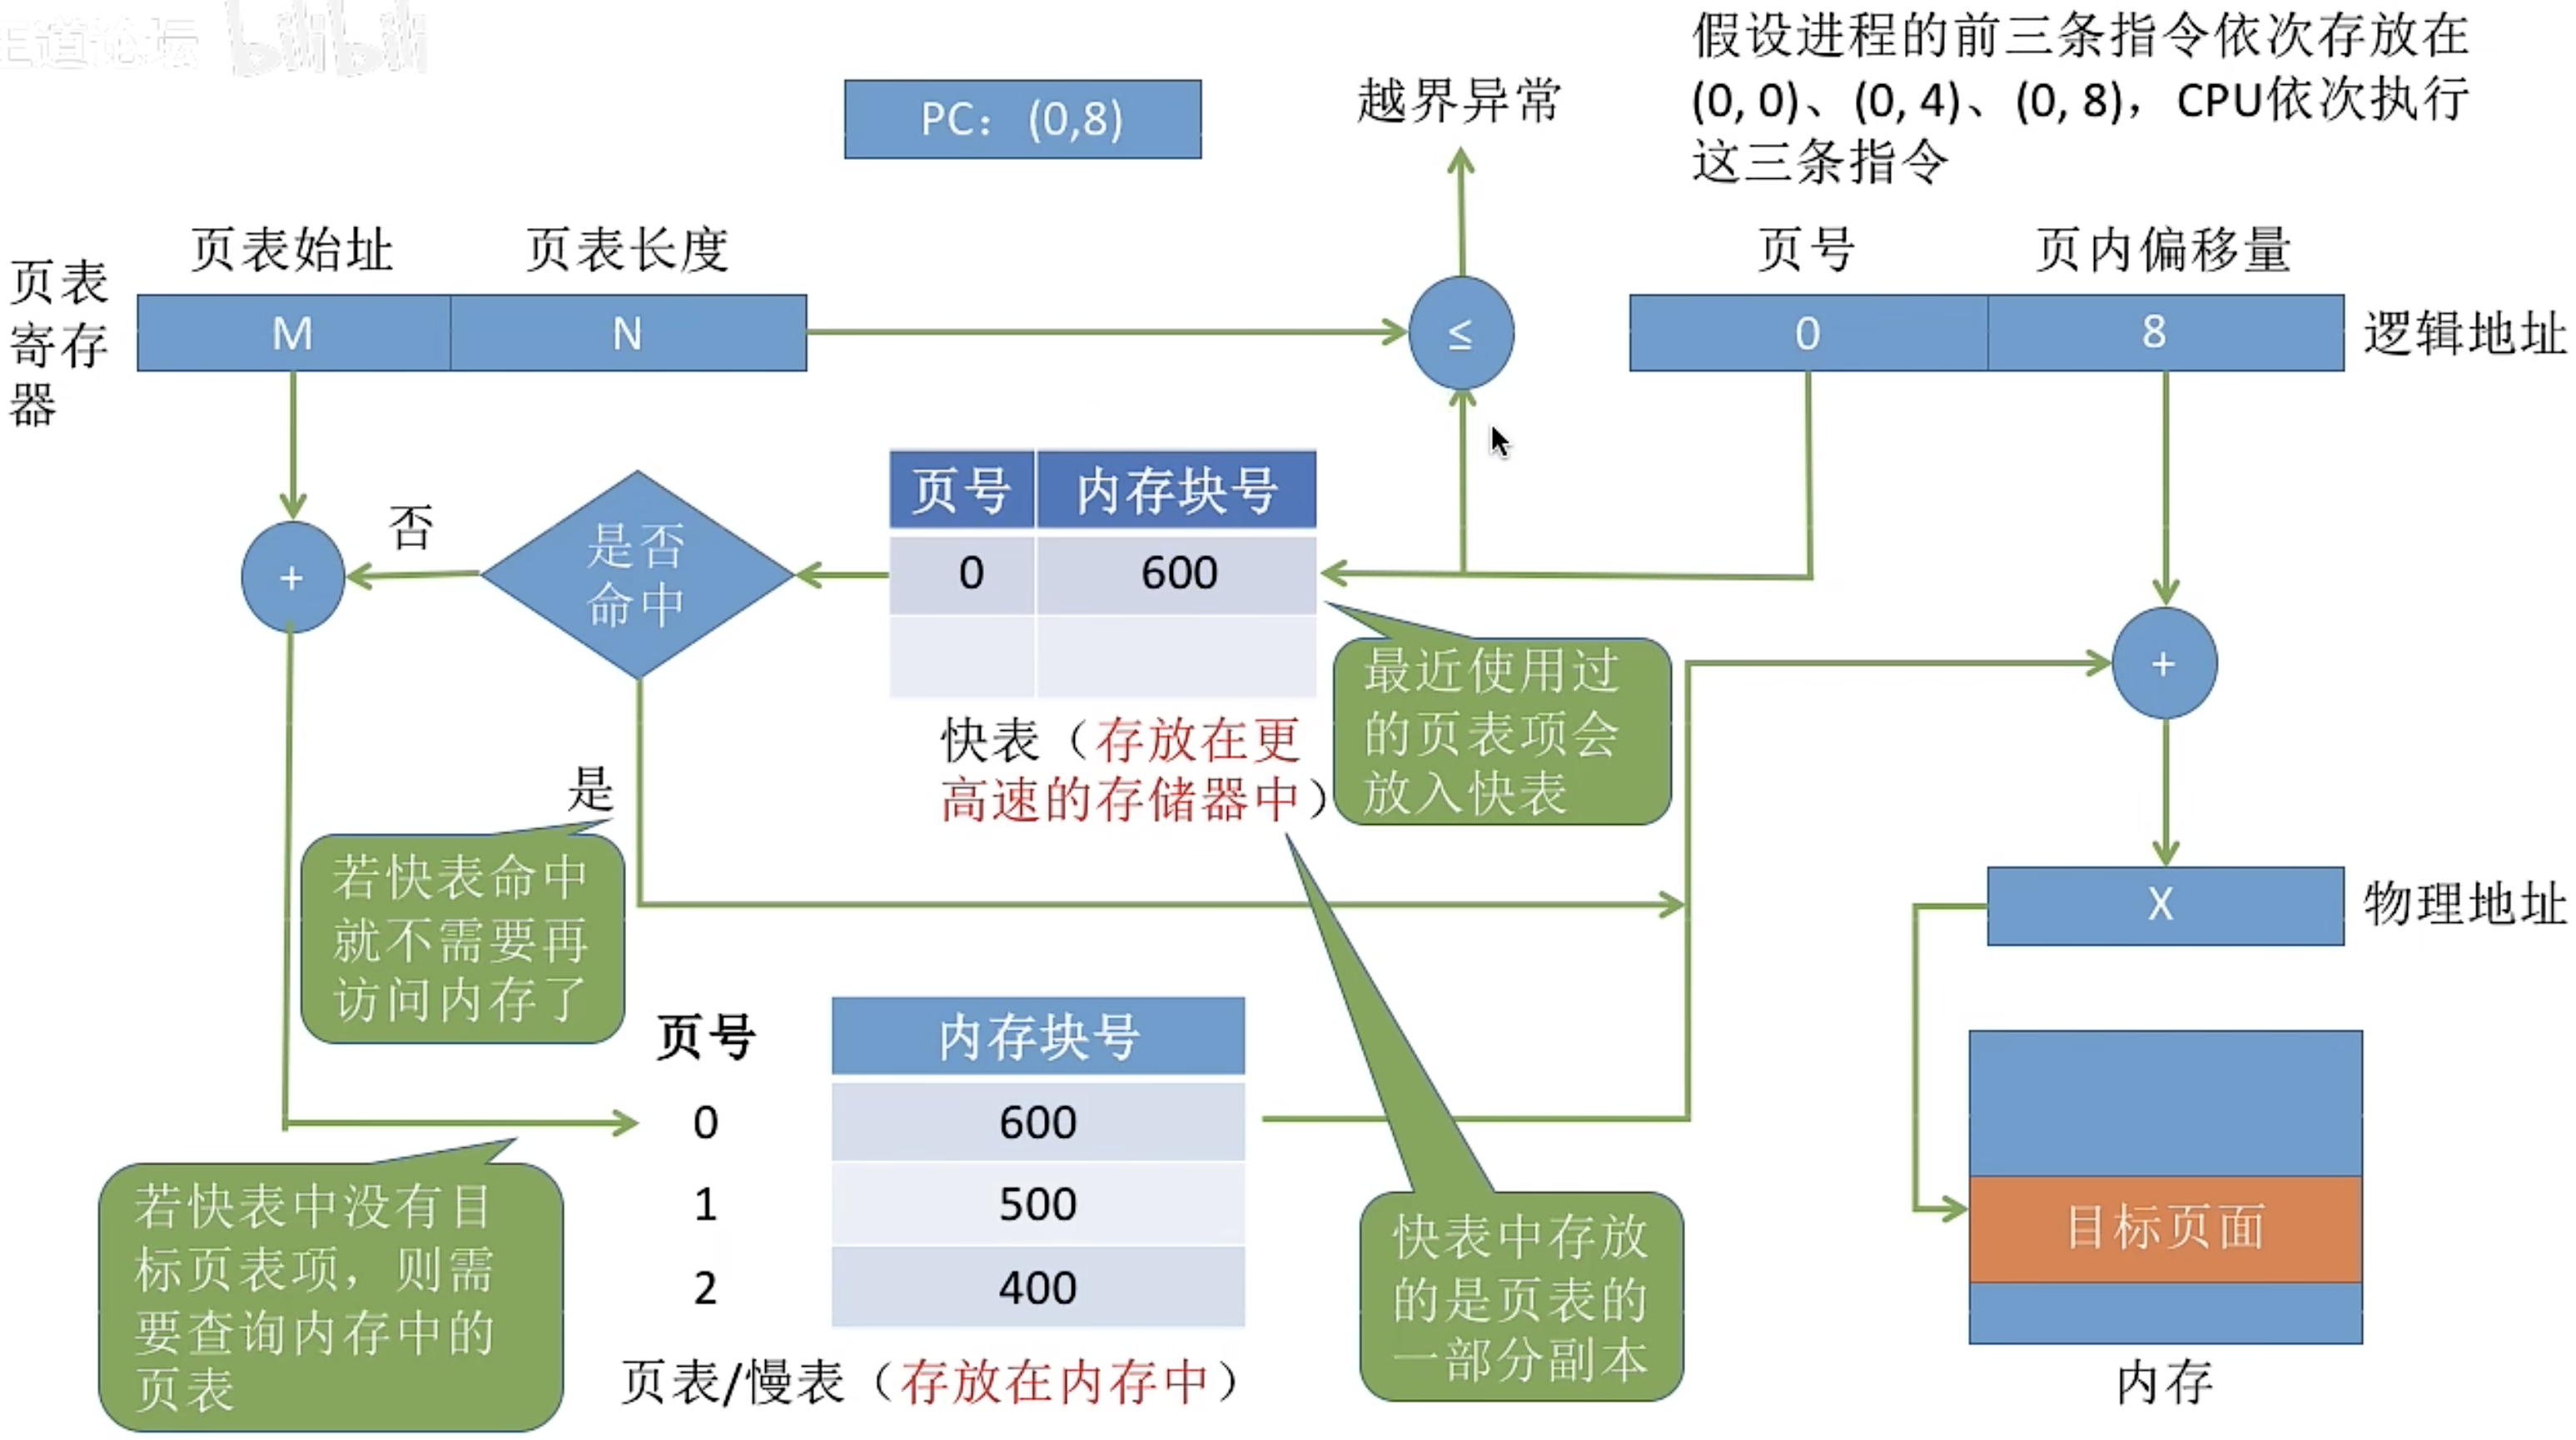 王道论坛 bilibili
假设进程的前三条指令依次存放在
(0, 0)、(0, 4)、(0, 8)，CPU依次执行
这三条指令
PC：(0,8)
越界异常
页表始址
页表长度
页号
页内偏移量
页表
寄存
器
M
N
≤
0
8
逻辑地址
页号
内存块号
0
600
是否
命中
否
+
+
最近使用过
的页表项会
放入快表
快表（存放在更
高速的存储器中）
是
若快表命中
就不需要再
访问内存了
X
物理地址
页号
内存块号
0
600
1
500
2
400
页表/慢表（存放在内存中）
若快表中没有目
标页表项，则需
要查询内存中的
页表
快表中存放
的是页表的
一部分副本
目标页面
内存